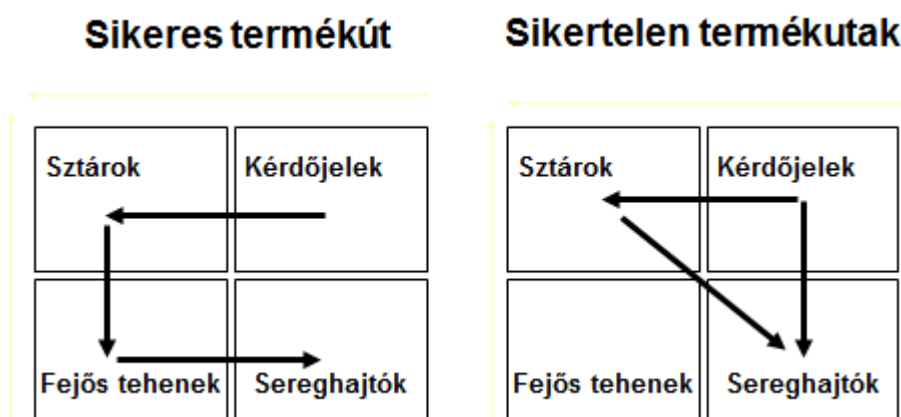 Sikeres termékút
Sikertelen termékutak
Sztárok
Kérdőjelek
Fejős tehenek
Sereghajtók
Sztárok
Kérdőjelek
Fejős tehenek
Sereghajtók